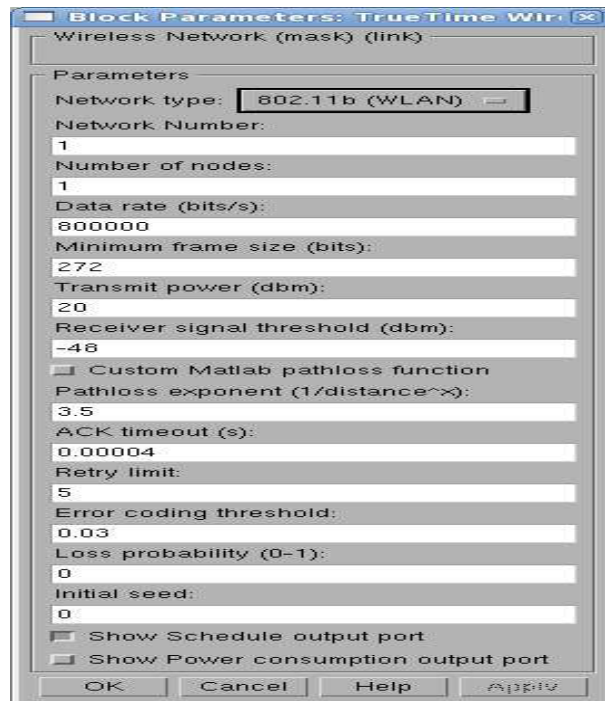 Block Parameters: TrueTime Wir
Wireless Network (mask) (link)
Parameters
Network type: 802.11b (WLAN)
Network Number:
1
Number of nodes:
1
Data rate (bits/s):
800000
Minimum frame size (bits):
272
Transmit power (dbm):
20
Receiver signal threshold (dbm):
-48
Custom Matlab pathloss function
Pathloss exponent (1/distance^x):
3.5
ACK timeout (s):
0.00004
Retry limit:
5
Error coding threshold:
0.03
Loss probability (0-1):
0
Initial seed:
0
Show Schedule output port
Show Power consumption output port
OK Cancel Help Apply